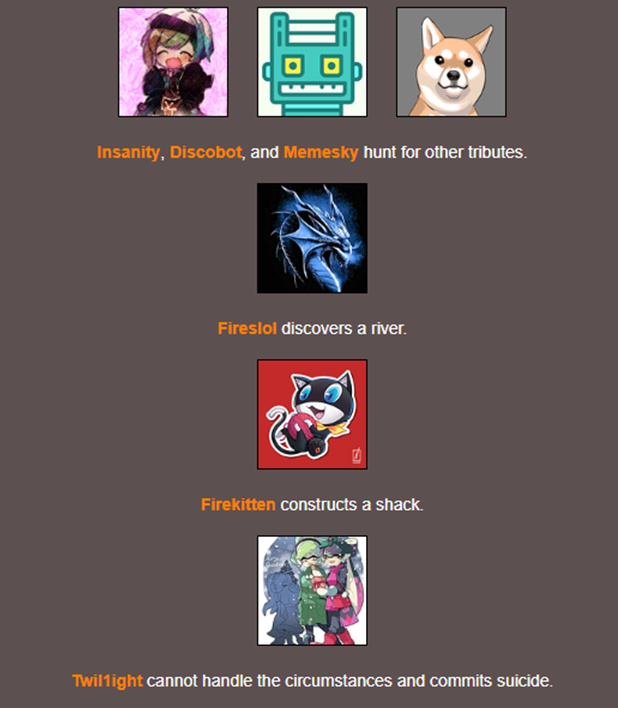 Insanity, Discobot, and Memesky hunt for other tributes.
Fireslol discovers a river.
Firekitten constructs a shack.
Twil1ight cannot handle the circumstances and commits suicide.